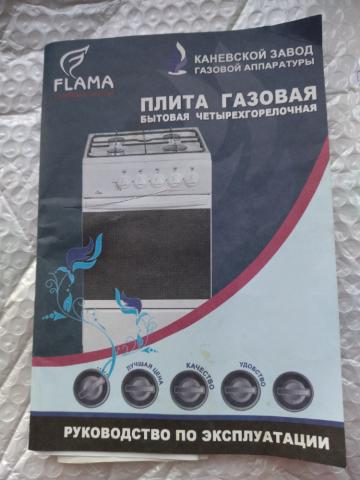 FLAMA
КАНЕВСКОЙ ЗАВОД
ГАЗОВОЙ АППАРАТУРЫ
ПЛИТА ГАЗОВАЯ
БЫТОВАЯ ЧЕТЫРЕХГОРЕЛОЧНАЯ
ЛУЧШАЯ ЦЕНА
КАЧЕСТВО
УДОБСТВО
РУКОВОДСТВО ПО ЭКСПЛУАТАЦИИ